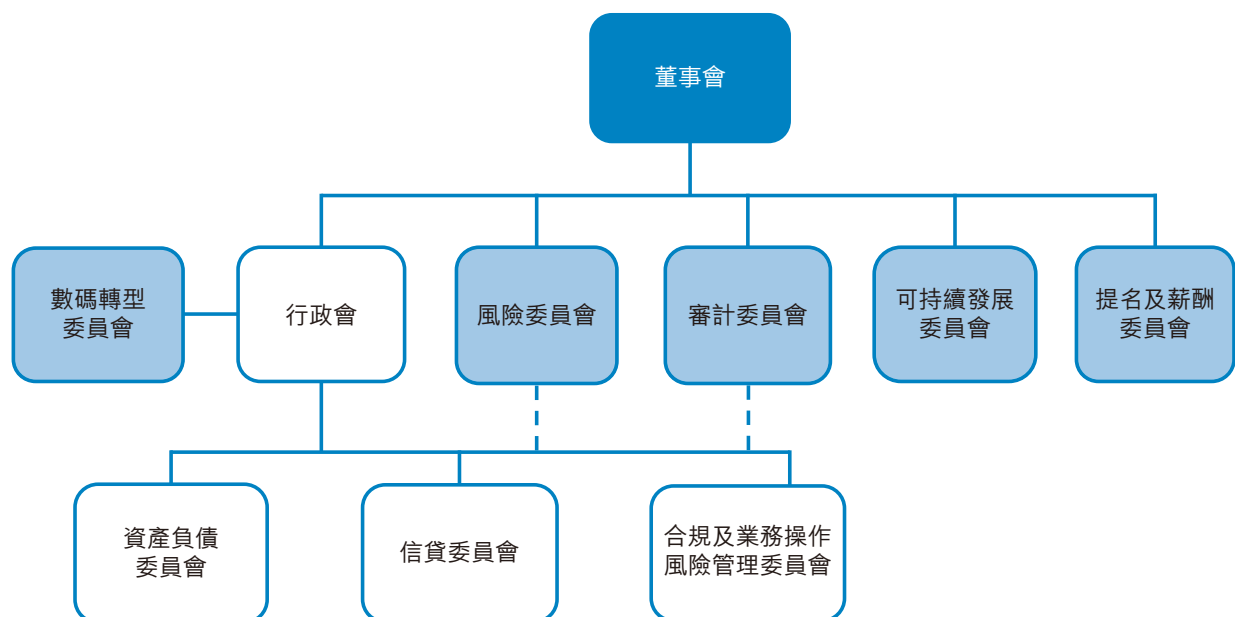 董事會
數碼轉型
委員會
行政會
風險委員會
審計委員會
可持續發展
委員會
提名及薪酬
委員會
資產負債
委員會
信貸委員會
合規及業務操作
風險管理委員會